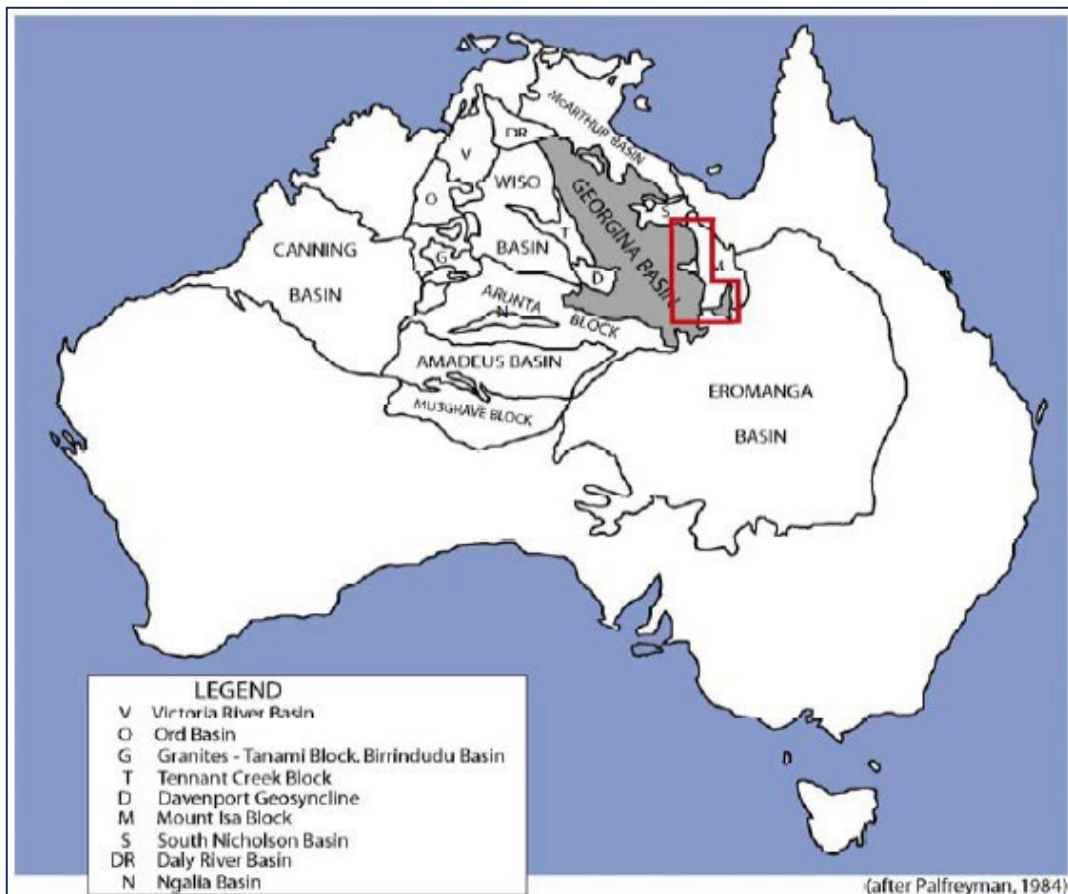 McARTHUP BASIN
DR
V
WISO
GEORGINA BASIN
O
S
T
CANNING
BASIN
G
BASIN
D
M
ARUNTA
N
BLOCK
AMADEUS BASIN
MU3GRAVE BLOCK
EROMANGA
BASIN
LEGEND
V Victoria River Basin
O Ord Basin
G Granites - Tanami Block. Birrindudu Basin
T Tennant Creek Block
D Davenport Geosyncline
M Mount Isa Block
S South Nicholson Basin
DR Daly River Basin
N Ngalia Basin
(after Palfreyman, 1984)